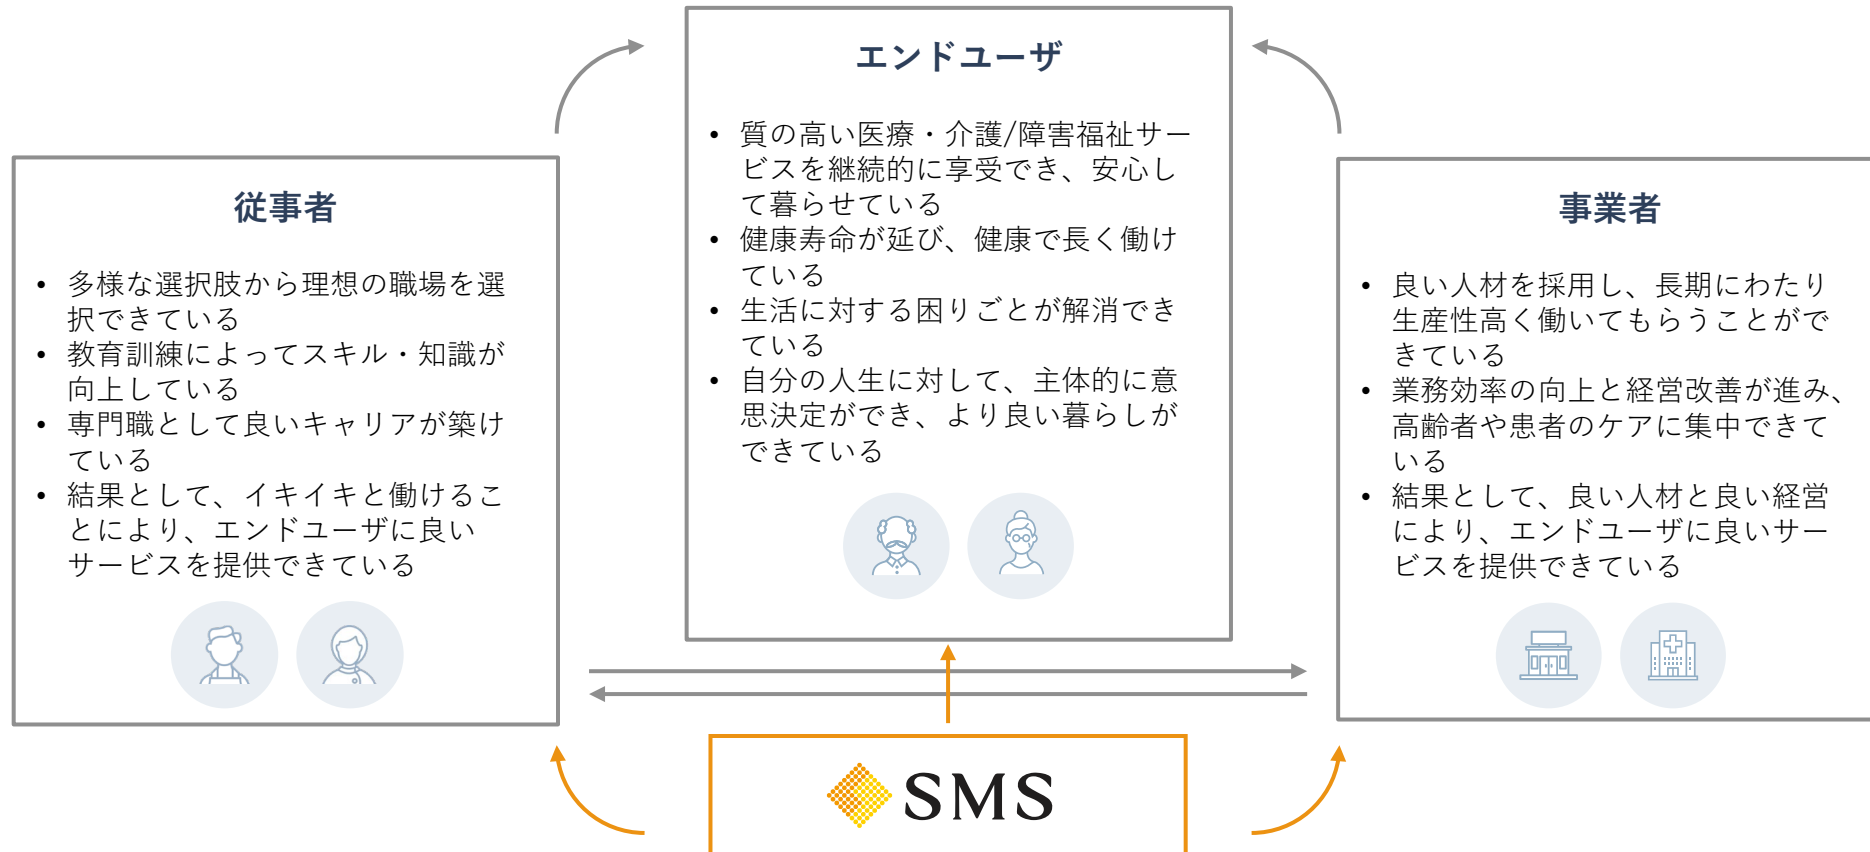 エンドユーザ
• 質の高い医療・介護/障害福祉サー
ビスを継続的に享受でき、安心し
て暮らせている
• 健康寿命が延び、健康で長く働け
ている
• 生活に対する困りごとが解消でき
ている
• 自分の人生に対して、主体的に意
思決定ができ、より良い暮らしが
できている
従事者
• 多様な選択肢から理想の職場を選
択できている
• 教育訓練によってスキル・知識が
向上している
• 専門職として良いキャリアが築け
ている
• 結果として、イキイキと働けるこ
とにより、エンドユーザに良い
サービスを提供できている
事業者
• 良い人材を採用し、長期にわたり
生産性高く働いてもらうことがで
きている
• 業務効率の向上と経営改善が進み、
高齢者や患者のケアに集中できて
いる
• 結果として、良い人材と良い経営
により、エンドユーザに良いサー
ビスを提供できている
SMS